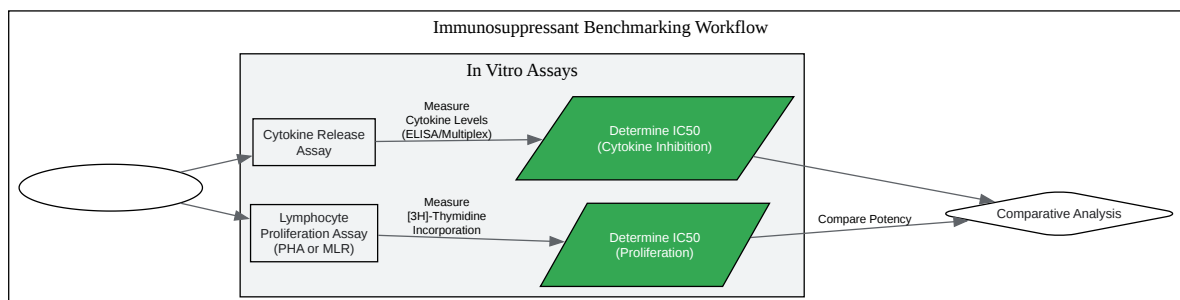 Immunosuppressant Benchmarking Workflow
In Vitro Assays
Cytokine Release
Assay
Measure
Cytokine Levels
(ELISA/Multiplex)
Determine IC50
(Cytokine Inhibition)
Lymphocyte
Proliferation Assay
(PHA or MLR)
Measure
[3H]-Thymidine
Incorporation
Determine IC50
(Proliferation)
Compare Potency
Comparative Analysis